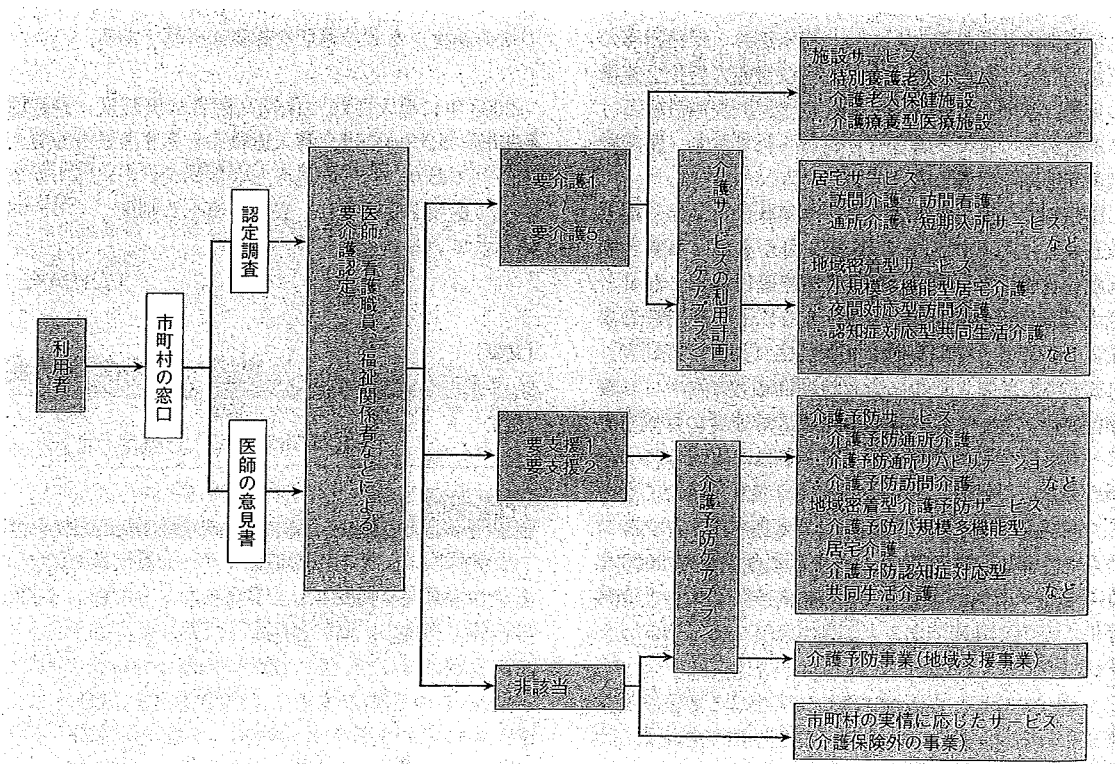 利用者
市町村の窓口
認定調査
医師の意見書
医師、看護職員、福祉関係者などによる
要介護認定
要介護1
〜
要介護5
要支援1
要支援2
非該当
介護サービスの利用計画
(ケアプラン)
介護予防ケアプラン
施設サービス
・特別養護老人ホーム
・介護老人保健施設
・介護療養型医療施設
居宅サービス
・訪問介護・訪問看護
・通所介護・短期入所サービス
など
地域密着型サービス
・小規模多機能型居宅介護
・夜間対応型訪問介護
・認知症対応型共同生活介護
など
介護予防サービス
・介護予防通所介護
・介護予防通所リハビリテーション
・介護予防訪問介護 など
地域密着型介護予防サービス
・介護予防小規模多機能型
居宅介護
・介護予防認知症対応型
共同生活介護 など
介護予防事業(地域支援事業)
市町村の実情に応じたサービス
(介護保険外の事業)